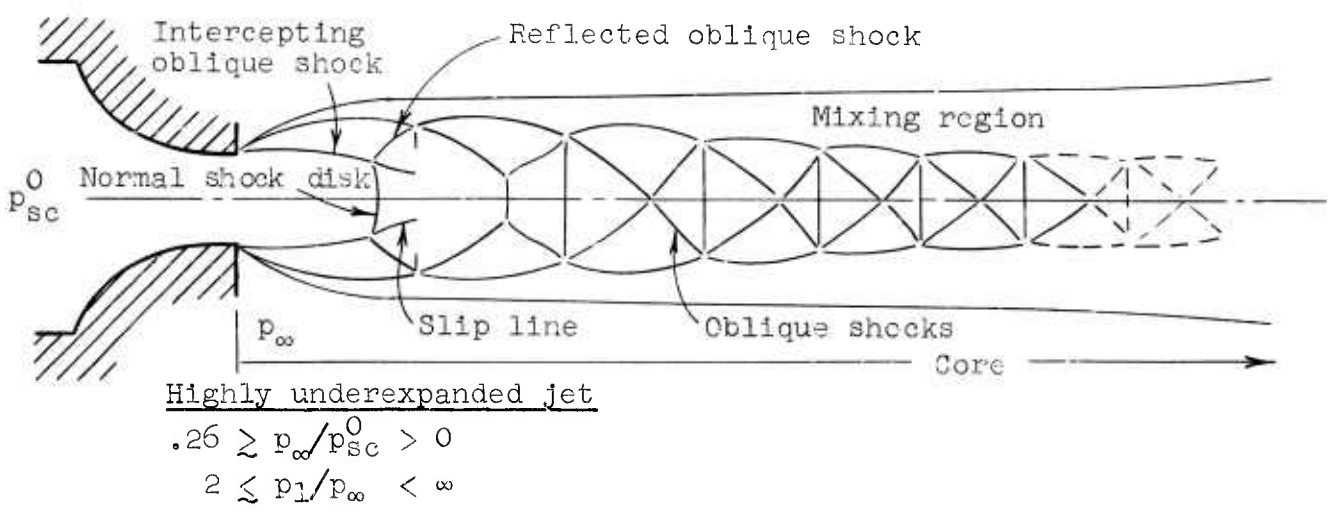 Intercepting
oblique shock
Reflected oblique shock
Mixing region
Normal shock disk
p⁰sc
p∞
Slip line
Oblique shocks
Core
Highly underexpanded jet
.26 ≳ p∞/p⁰sc > 0
2 ≲ p1/p∞ < ∞